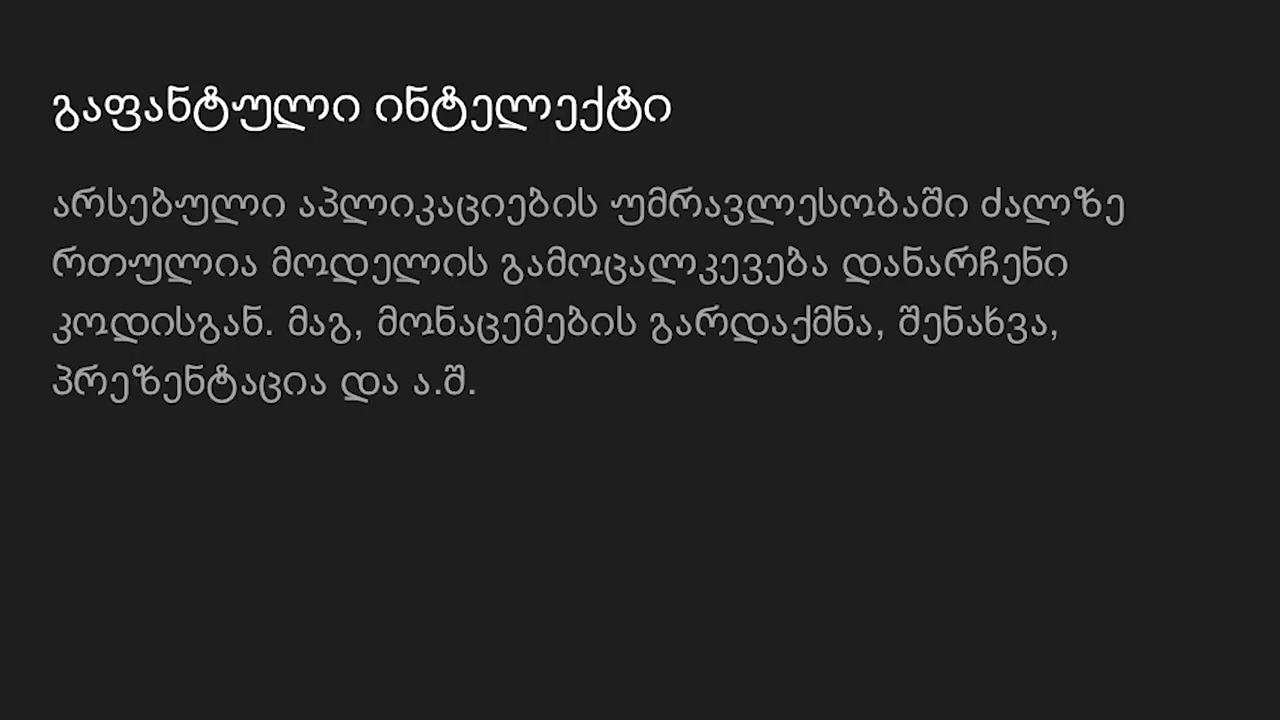 გაფანტული ინტელექტი
არსებული აპლიკაციების უმრავლესობაში ძალზე
რთულია მოდელის გამოცალკევება დანარჩენი
კოდისგან. მაგ, მონაცემების გარდაქმნა, შენახვა,
პრეზენტაცია და ა.შ.